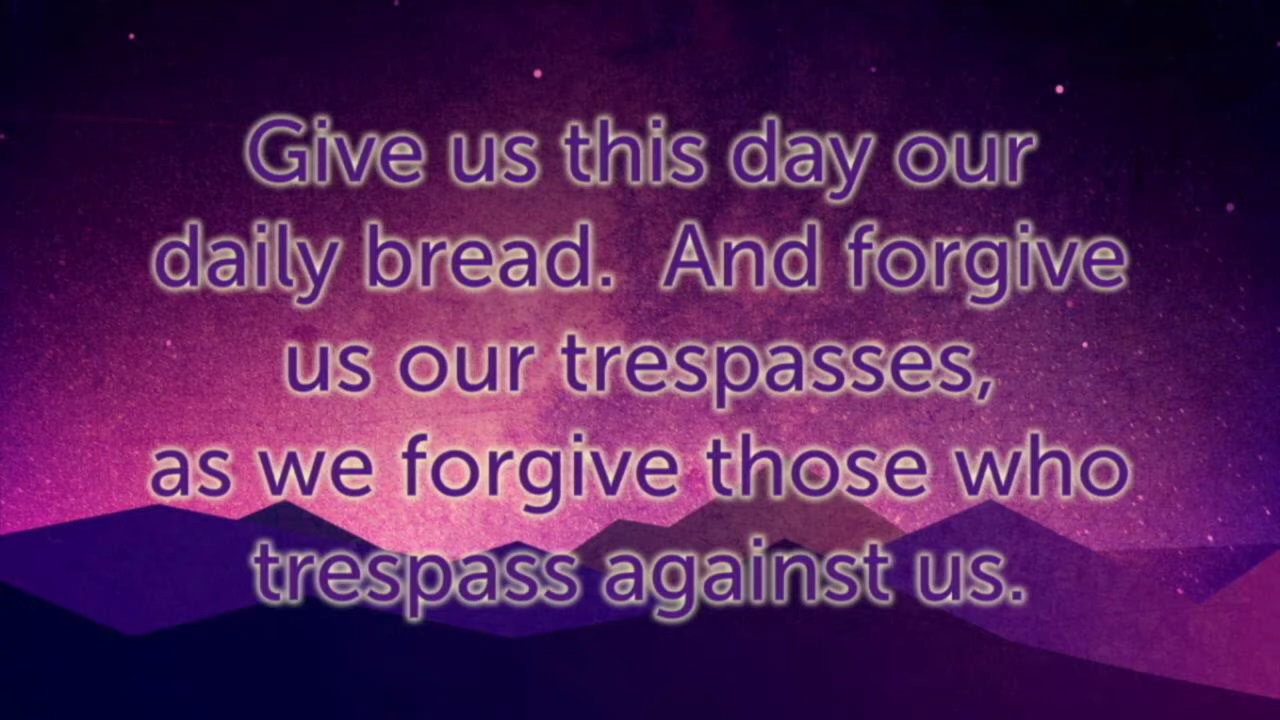 Give us this day our
daily bread.  And forgive
us our trespasses,
as we forgive those who
trespass against us.